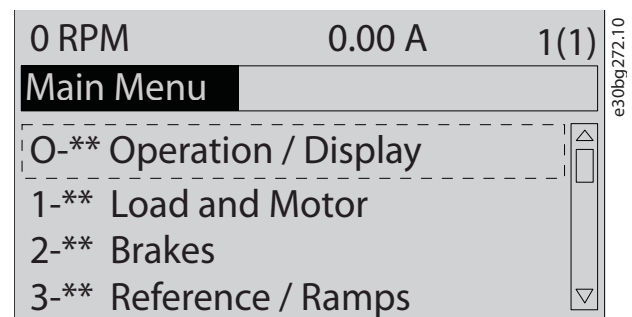 0 RPM 0.00 A 1(1)
Main Menu
O-** Operation / Display
1-** Load and Motor
2-** Brakes
3-** Reference / Ramps
e30bg272.10